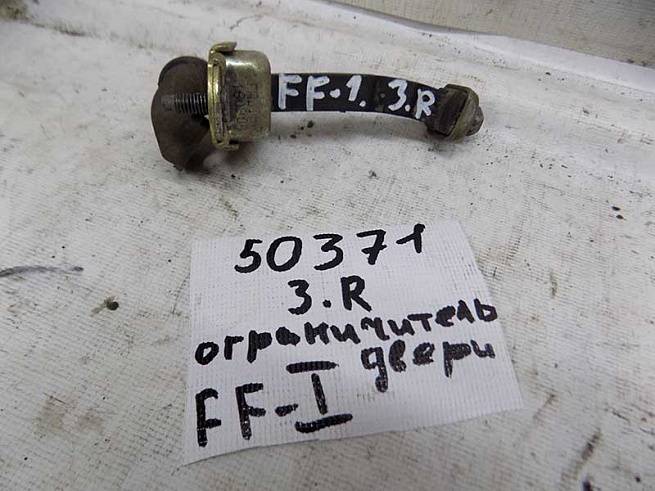 FF-1. 3.R
50371
3.R
ограничитель
двери
FF-I